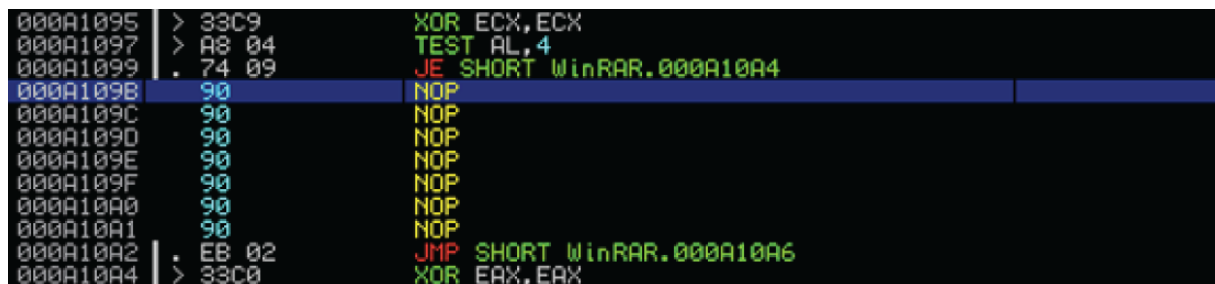 000A1095 > 33C9 XOR ECX,ECX
000A1097 > A8 04 TEST AL,4
000A1099 . 74 09 JE SHORT WinRAR.000A10A4
000A109B 90 NOP
000A109C 90 NOP
000A109D 90 NOP
000A109E 90 NOP
000A109F 90 NOP
000A10A0 90 NOP
000A10A1 90 NOP
000A10A2 . EB 02 JMP SHORT WinRAR.000A10A6
000A10A4 > 33C0 XOR EAX,EAX